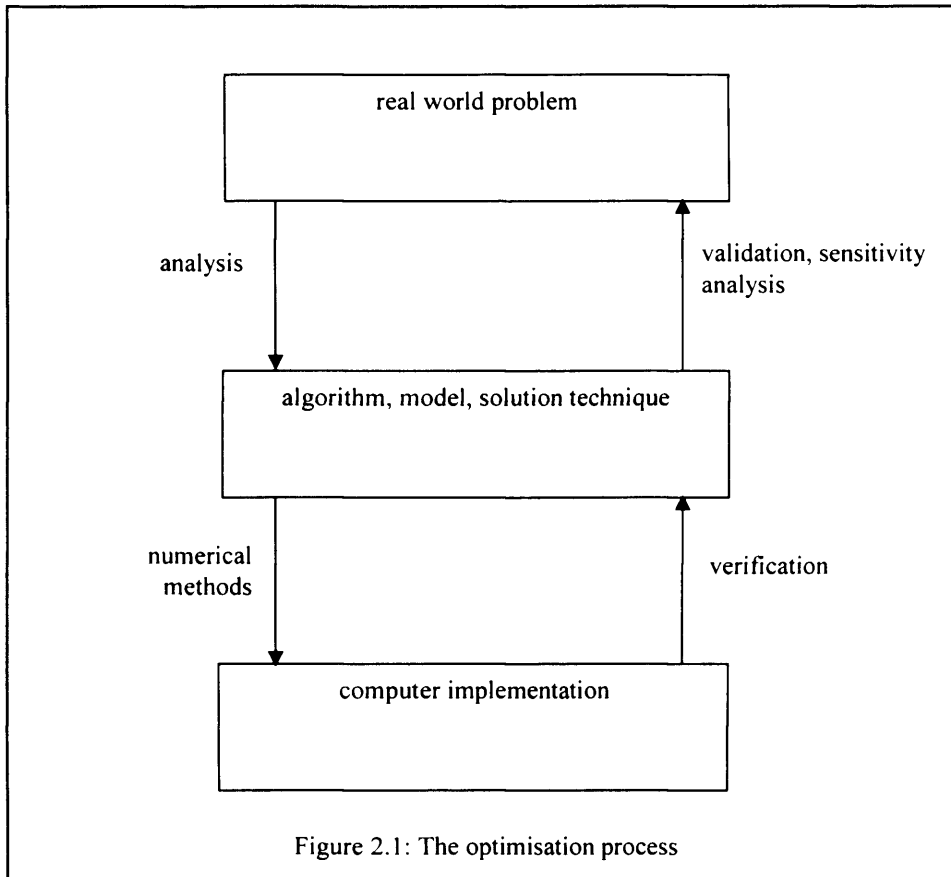 real world problem
analysis
validation, sensitivity
analysis
algorithm, model, solution technique
numerical
methods
verification
computer implementation
Figure 2.1: The optimisation process